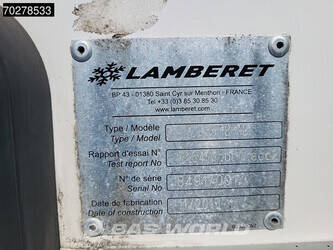 70278533
LAMBERET
BP 43 - 01380 Saint Cyr sur Menthon - FRANCE
Tel +33 (0)3 85 30 85 30
www.lamberet.com
Type / Modèle
Type / Model
Rapport d'essai N°
Test report No
N° de série
Serial No
Date de fabrication
Date of construction
BAS WORLD